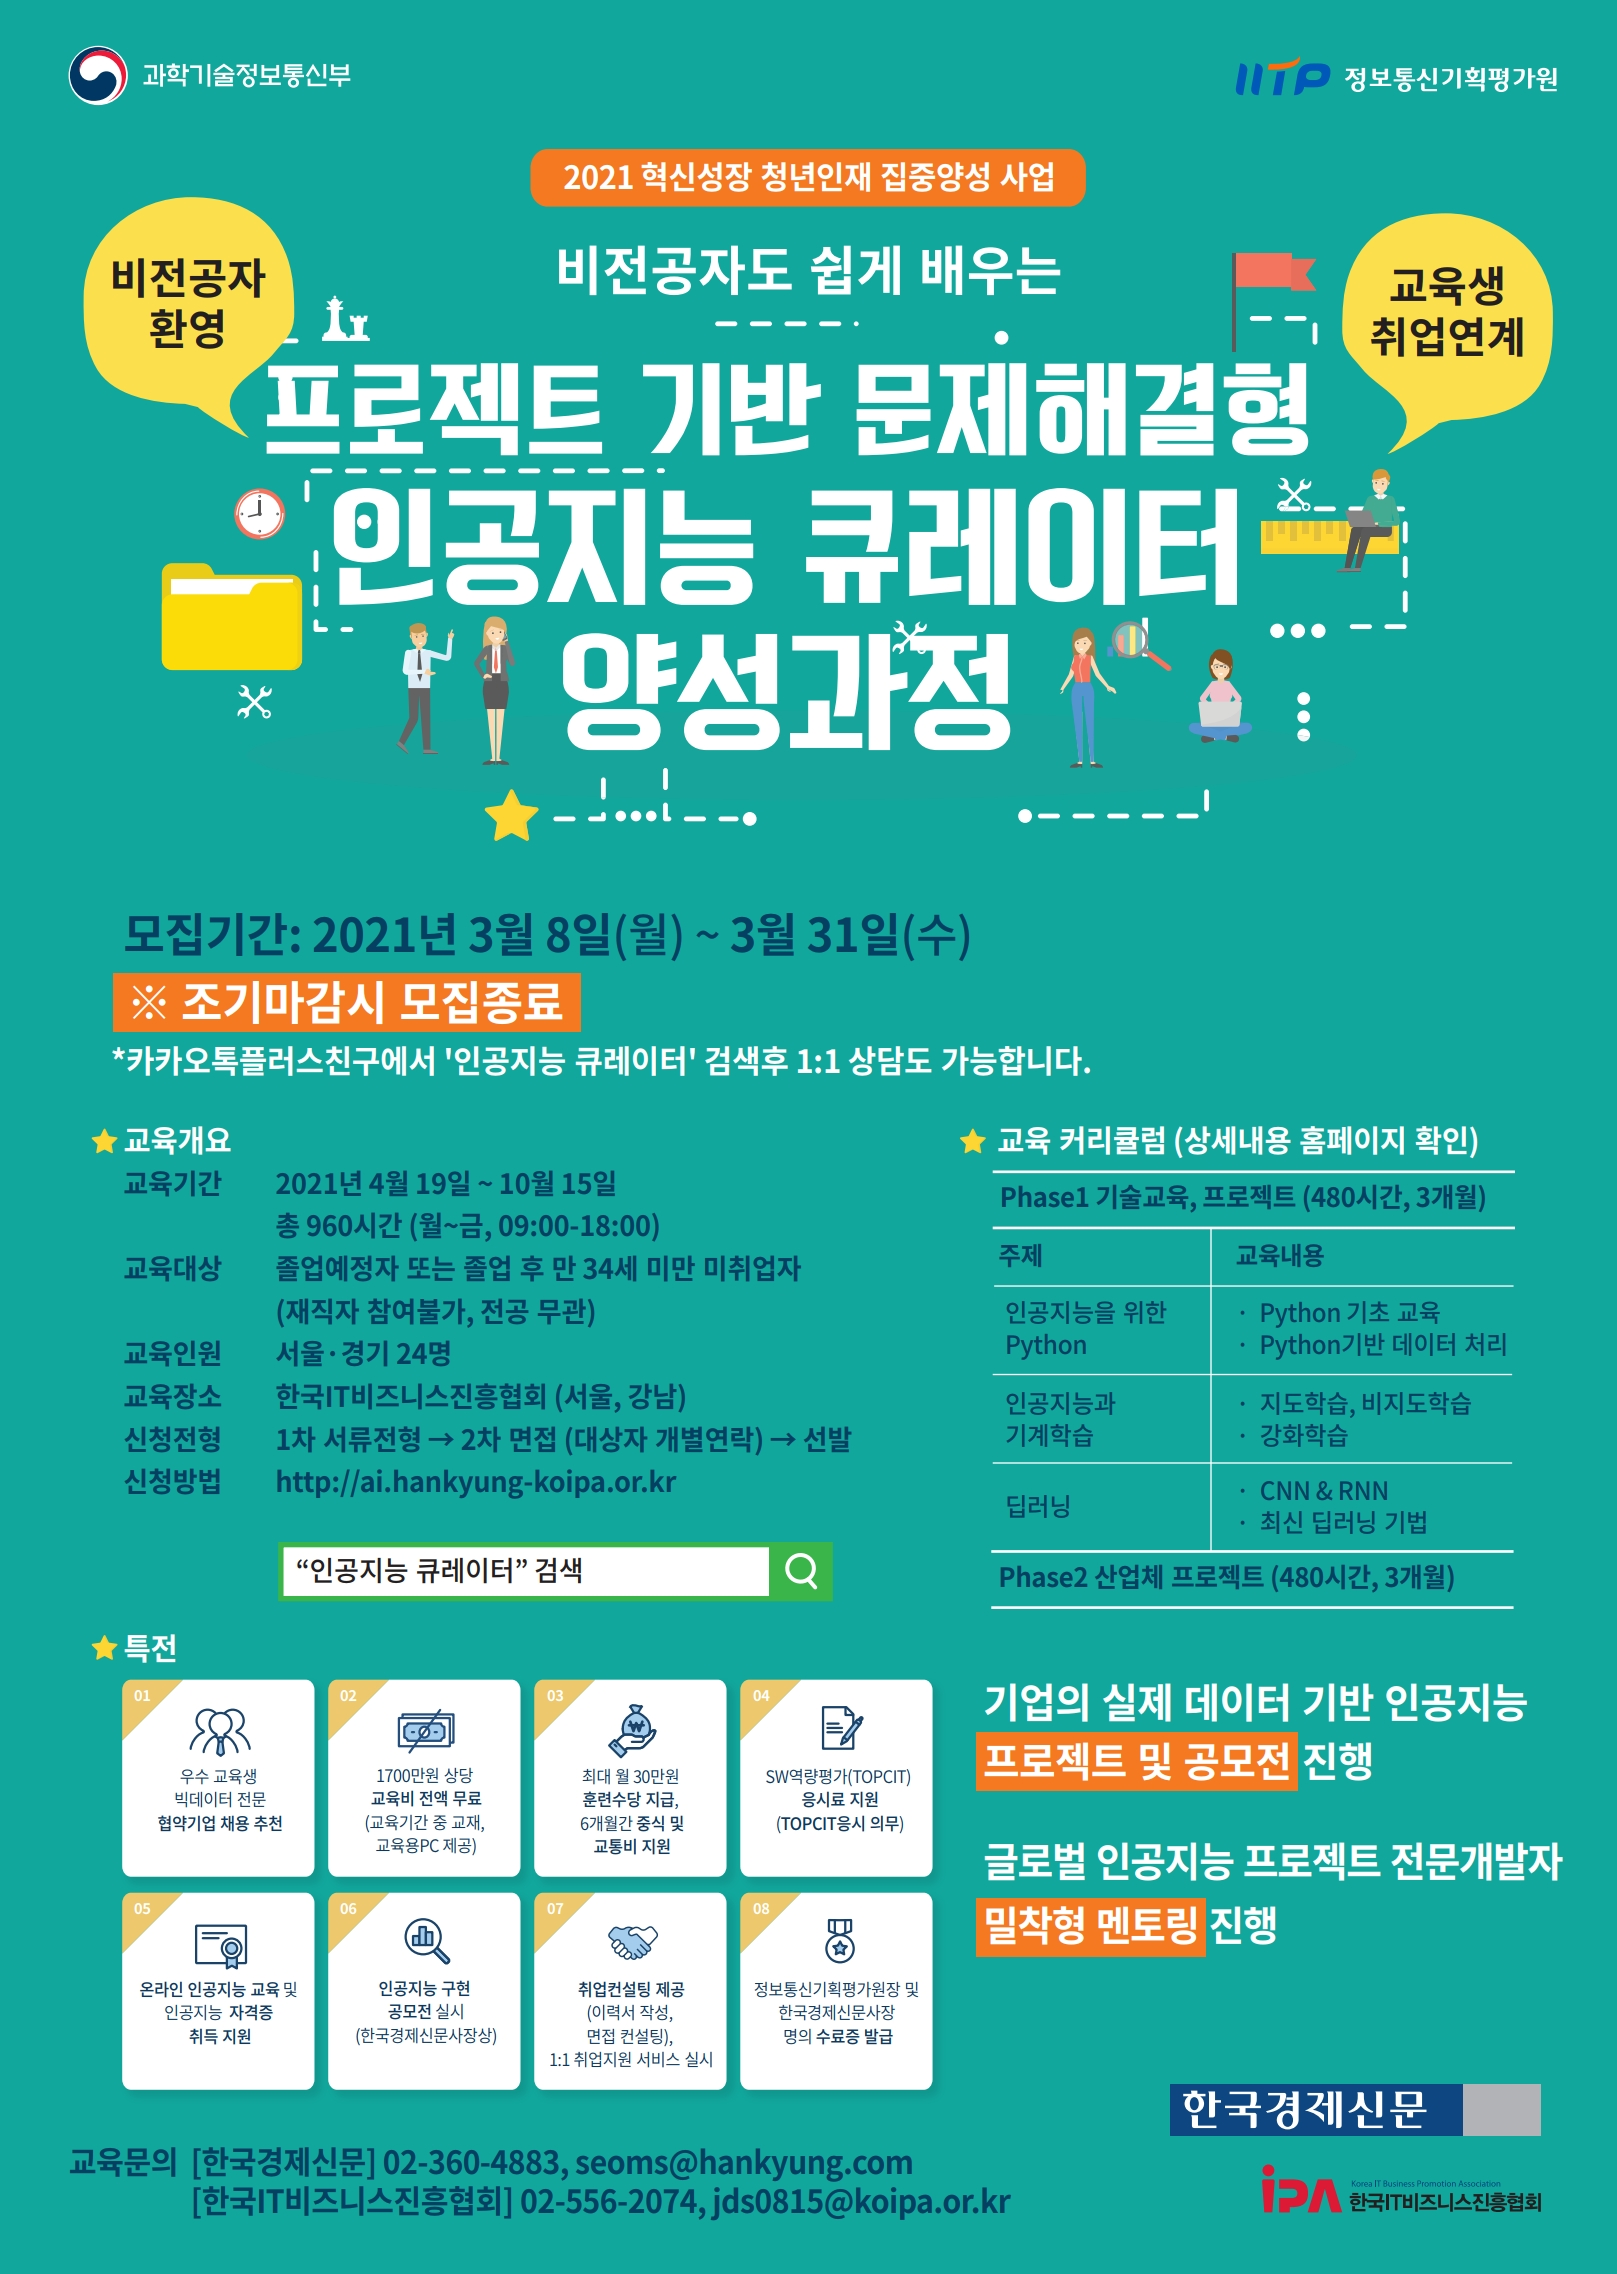 과학기술정보통신부
IITP 정보통신기획평가원
2021 혁신성장 청년인재 집중양성 사업
비전공자
환영
비전공자도 쉽게 배우는
교육생
취업연계
프로젝트 기반 문제해결형
인공지능 큐레이터
양성과정
모집기간: 2021년 3월 8일(월) ~ 3월 31일(수)
※ 조기마감시 모집종료
*카카오톡플러스친구에서 '인공지능 큐레이터' 검색후 1:1 상담도 가능합니다.
교육개요
교육기간 2021년 4월 19일 ~ 10월 15일
총 960시간 (월~금, 09:00-18:00)
교육대상 졸업예정자 또는 졸업 후 만 34세 미만 미취업자
(재직자 참여불가, 전공 무관)
교육인원 서울·경기 24명
교육장소 한국IT비즈니스진흥협회 (서울, 강남)
신청전형 1차 서류전형 → 2차 면접 (대상자 개별연락) → 선발
신청방법 http://ai.hankyung-koipa.or.kr
“인공지능 큐레이터” 검색
교육 커리큘럼 (상세내용 홈페이지 확인)
Phase1 기술교육, 프로젝트 (480시간, 3개월)
주제 교육내용
인공지능을 위한
Python
· Python 기초 교육
· Python기반 데이터 처리
인공지능과
기계학습
· 지도학습, 비지도학습
· 강화학습
딥러닝
· CNN & RNN
· 최신 딥러닝 기법
Phase2 산업체 프로젝트 (480시간, 3개월)
특전
01
우수 교육생
빅데이터 전문
협약기업 채용 추천
02
1700만원 상당
교육비 전액 무료
(교육기간 중 교재,
교육용PC 제공)
03
최대 월 30만원
훈련수당 지급,
6개월간 중식 및
교통비 지원
04
SW역량평가(TOPCIT)
응시료 지원
(TOPCIT응시 의무)
05
온라인 인공지능 교육 및
인공지능 자격증
취득 지원
06
인공지능 구현
공모전 실시
(한국경제신문사장상)
07
취업컨설팅 제공
(이력서 작성,
면접 컨설팅),
1:1 취업지원 서비스 실시
08
정보통신기획평가원장 및
한국경제신문사장
명의 수료증 발급
기업의 실제 데이터 기반 인공지능
프로젝트 및 공모전 진행
글로벌 인공지능 프로젝트 전문개발자
밀착형 멘토링 진행
교육문의 [한국경제신문] 02-360-4883, seoms@hankyung.com
[한국IT비즈니스진흥협회] 02-556-2074, jds0815@koipa.or.kr
한국경제신문
iPA
Korea IT Business Promotion Association
한국IT비즈니스진흥협회